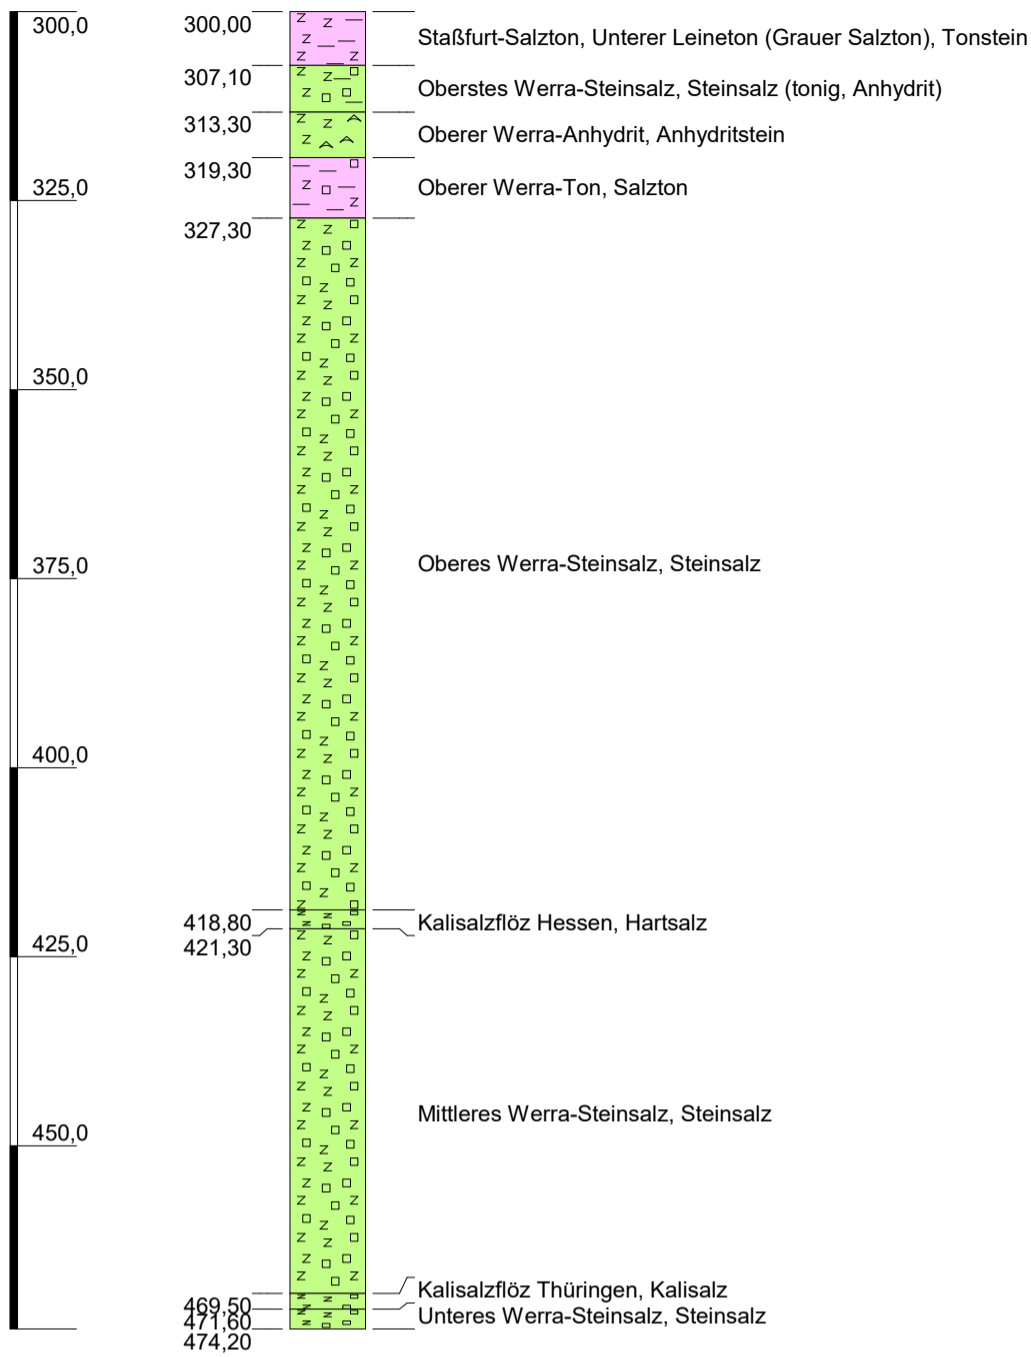 300,0
300,00
Staßfurt-Salzton, Unterer Leineton (Grauer Salzton), Tonstein
307,10
Oberstes Werra-Steinsalz, Steinsalz (tonig, Anhydrit)
313,30
Oberer Werra-Anhydrit, Anhydritstein
319,30
325,0
Oberer Werra-Ton, Salzton
327,30
350,0
375,0
Oberes Werra-Steinsalz, Steinsalz
400,0
418,80
Kalisalzflöz Hessen, Hartsalz
421,30
425,0
Mittleres Werra-Steinsalz, Steinsalz
450,0
Kalisalzflöz Thüringen, Kalisalz
469,50
Unteres Werra-Steinsalz, Steinsalz
471,60
474,20